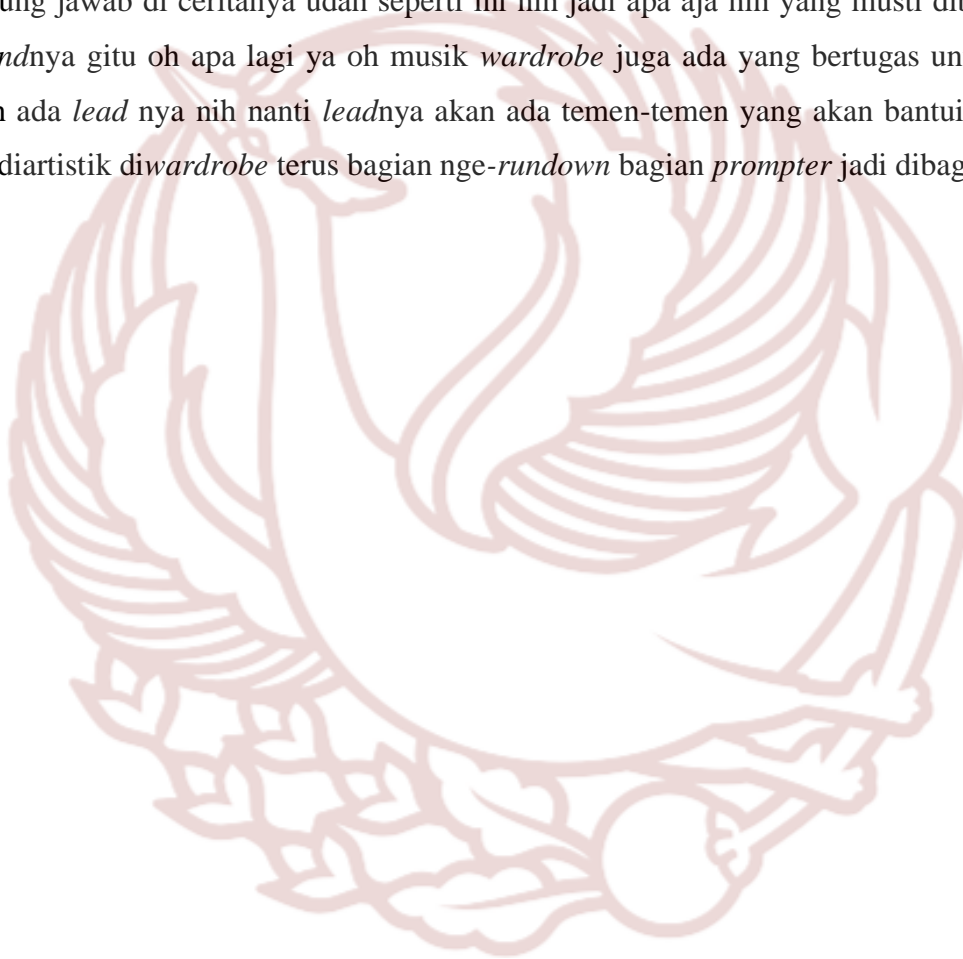 ung jawab di ceritanya udah seperti ini nih jadi apa aja nih yang musti
ndnya gitu oh apa lagi ya oh musik wardrobe juga ada yang bertugas
ada lead nya nih nanti leadnya akan ada temen-temen yang akan bantui
diartistik diwardrobe terus bagian nge-rundown bagian prompter jadi dibag